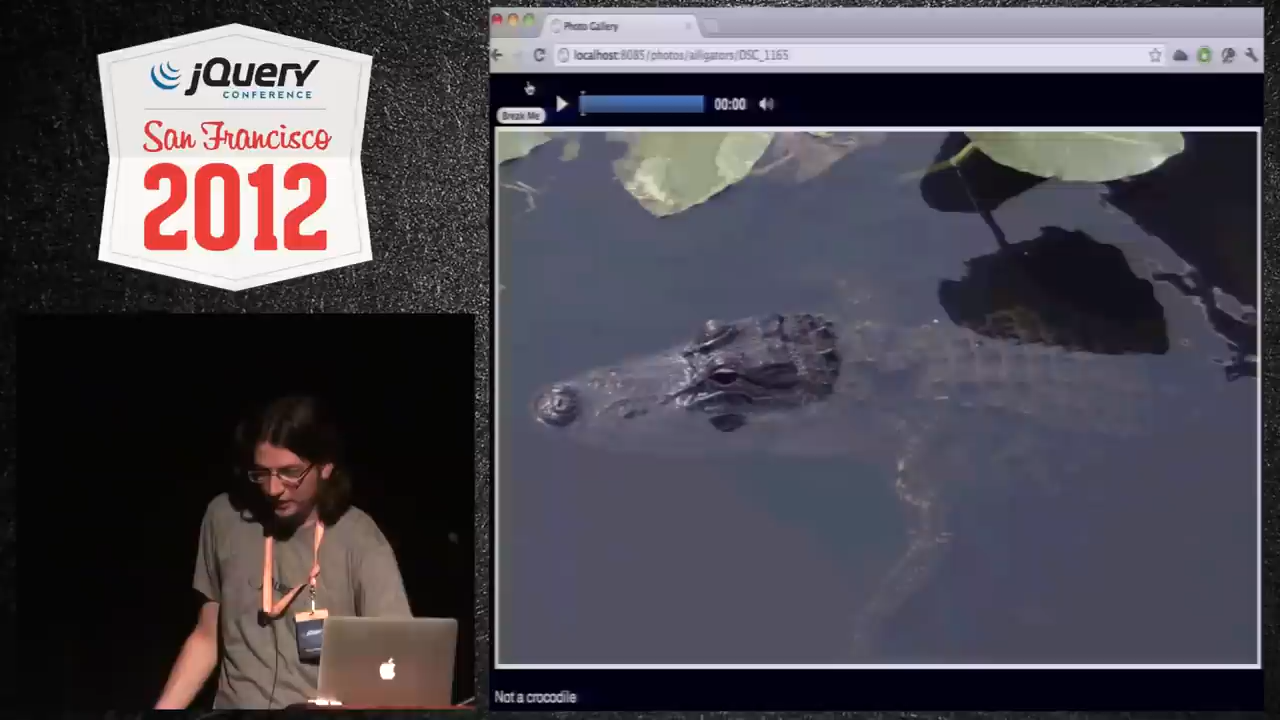 jQuery
CONFERENCE
San Francisco
2012
Photo Gallery
localhost:8085/photos/alligators/DSC_1165
Break Me
00:00
Not a crocodile